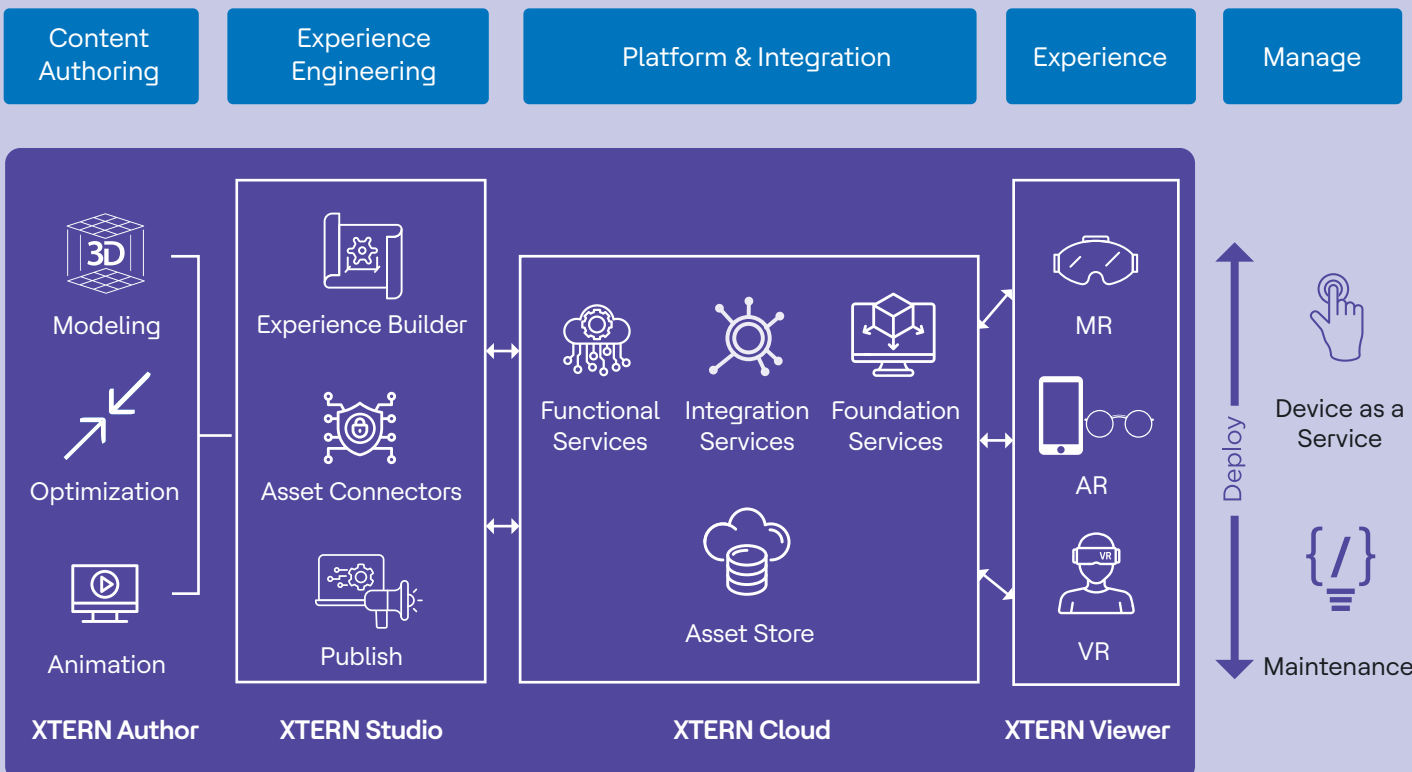 Content
Authoring
Experience
Engineering
Platform & Integration
Experience
Manage
3D
Modeling
Optimization
Animation
XTERN Author
Experience Builder
Asset Connectors
Publish
XTERN Studio
Functional
Services
Integration
Services
Foundation
Services
Asset Store
XTERN Cloud
MR
AR
VR
VR
XTERN Viewer
Deploy
Device as a
Service
{/}
Maintenance